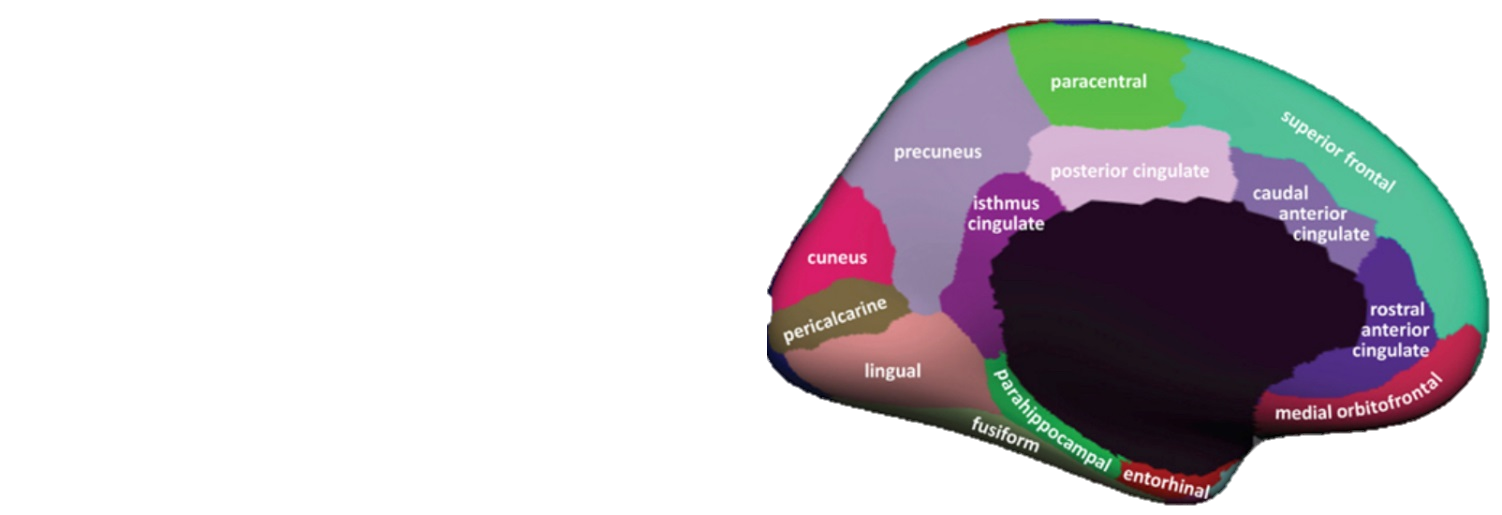 paracentral
superior frontal
precuneus
posterior cingulate
caudal
anterior
cingulate
isthmus
cingulate
cuneus
pericalcarine
rostral
anterior
cingulate
lingual
parahippocampal
medial orbitofrontal
fusiform
entorhinal